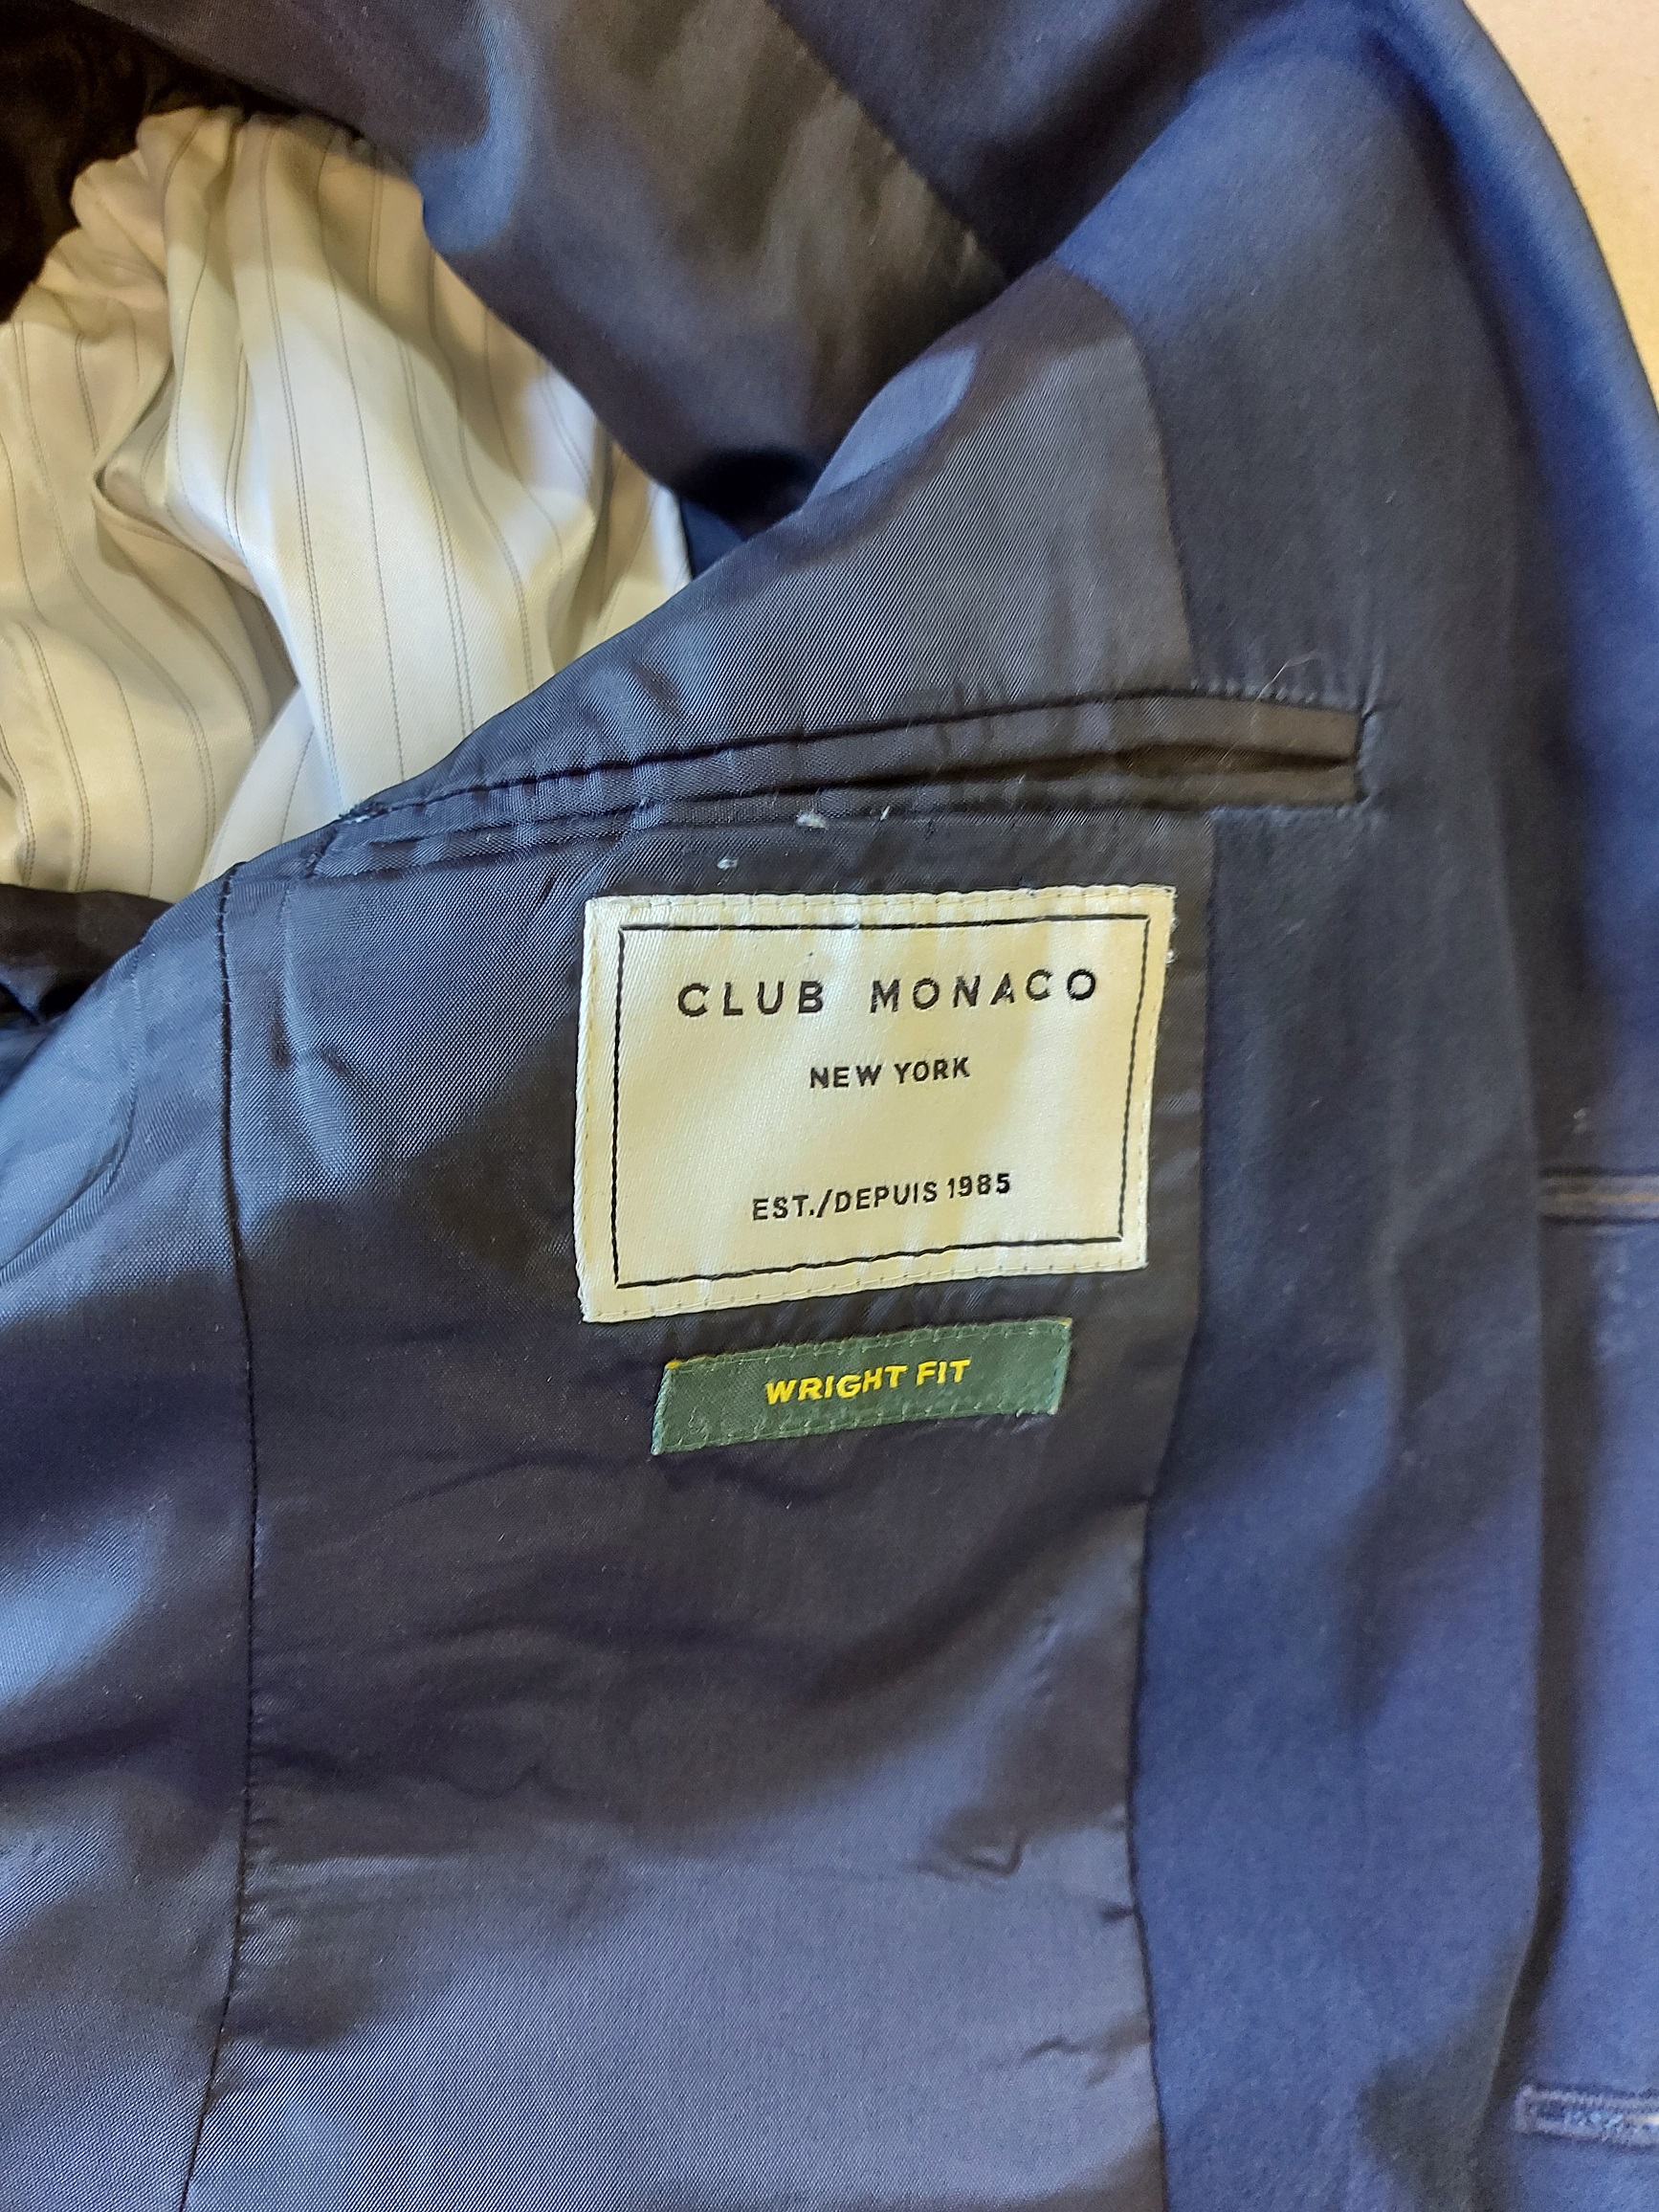 CLUB MONACO
NEW YORK
EST./DEPUIS 1985
WRIGHT FIT